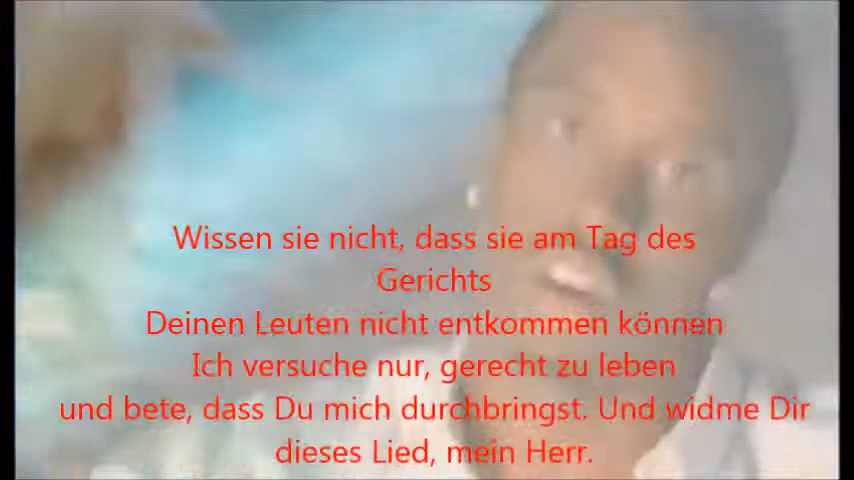 Wissen sie nicht, dass sie am Tag des
Gerichts
Deinen Leuten nicht entkommen können
Ich versuche nur, gerecht zu leben
und bete, dass Du mich durchbringst. Und widme Dir
dieses Lied, mein Herr.